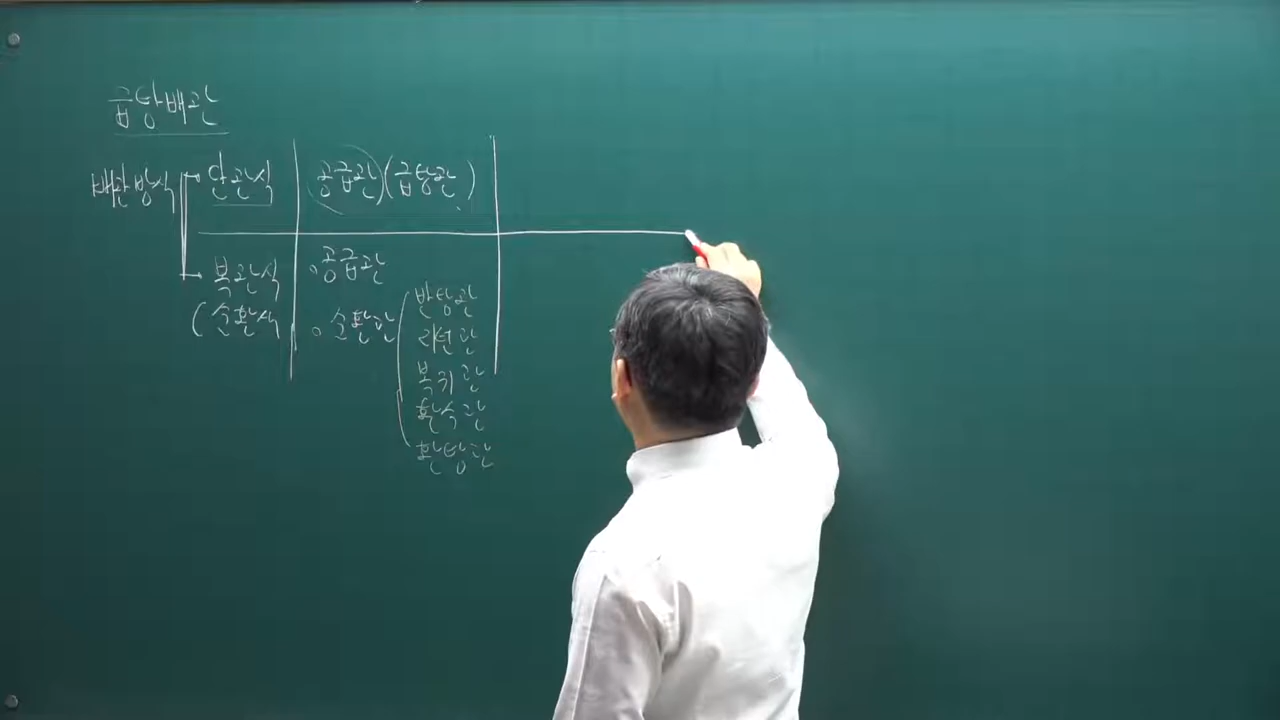 급탕배관
배관방식 단관식 공급관 (급탕관)
복관식 ◦공급관
(순환식 ◦순환관 (반탕관
리턴관
복귀관
환수관
환탕관